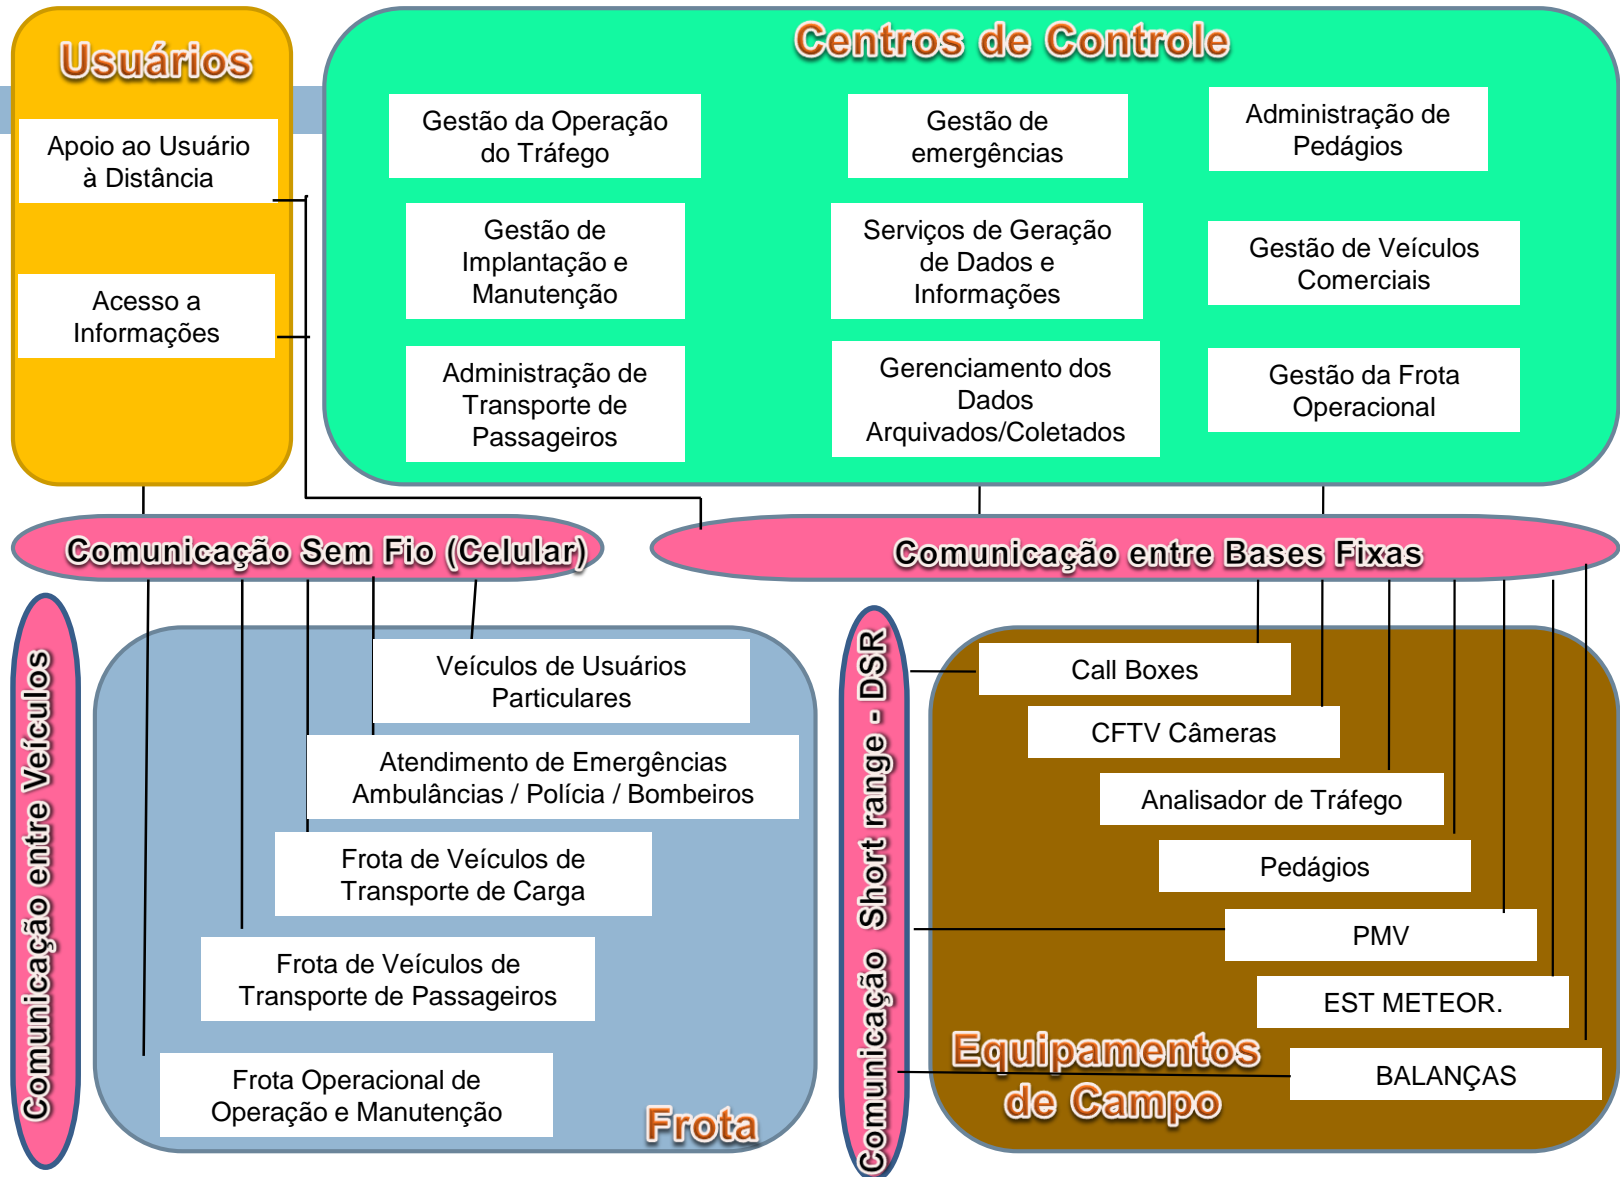 Usuários
Apoio ao Usuário
à Distância
Acesso a
Informações
Centros de Controle
Gestão da Operação
do Tráfego
Gestão de
emergências
Administração de
Pedágios
Gestão de
Implantação e
Manutenção
Serviços de Geração
de Dados e
Informações
Gestão de Veículos
Comerciais
Administração de
Transporte de
Passageiros
Gerenciamento dos
Dados
Arquivados/Coletados
Gestão da Frota
Operacional
Comunicação Sem Fio (Celular)
Comunicação entre Bases Fixas
Comunicação entre Veículos
Veículos de Usuários
Particulares
Atendimento de Emergências
Ambulâncias / Polícia / Bombeiros
Frota de Veículos de
Transporte de Carga
Frota de Veículos de
Transporte de Passageiros
Frota Operacional de
Operação e Manutenção
Frota
Comunicação Short range - DSR
Call Boxes
CFTV Câmeras
Analisador de Tráfego
Pedágios
PMV
EST METEOR.
BALANÇAS
Equipamentos
de Campo